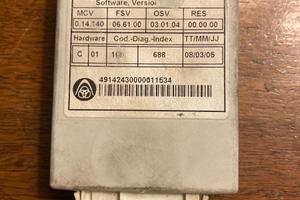 Software, Versioi
MCV FSV OSV RES
0.14.140 06.61.00 03.01.04 00.00.00
Hardware Cod.-Diag.-Index TT/MM/JJ
C 01 688 08/03/05
49142430000611534